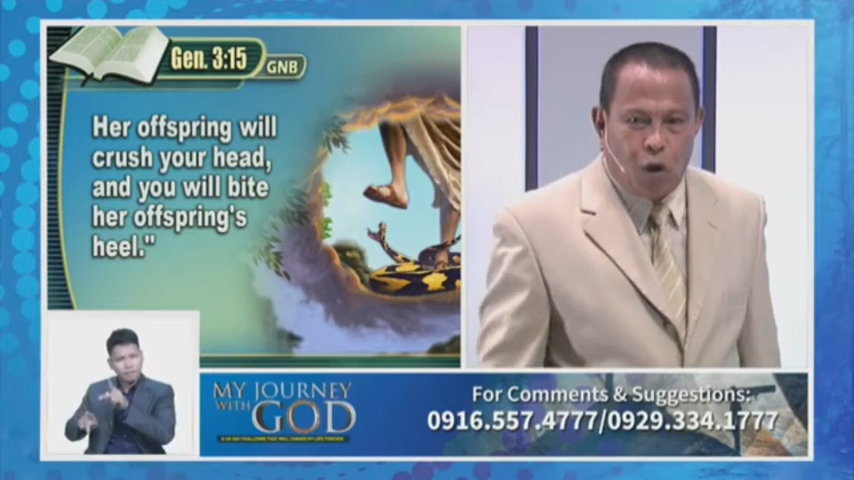 Gen. 3:15
GNB
Her offspring will
crush your head,
and you will bite
her offspring's
heel."
MY JOURNEY
WITH GOD
For Comments & Suggestions:
0916.557.4777/0929.334.1777